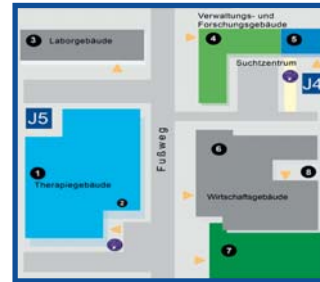 Verwaltungs- und
Forschungsgebäude
3 Laborgebäude
4
5
Suchtzentrum
J4
J5
1
Therapiegebäude
2
Fußweg
6
8
Wirtschaftsgebäude
7